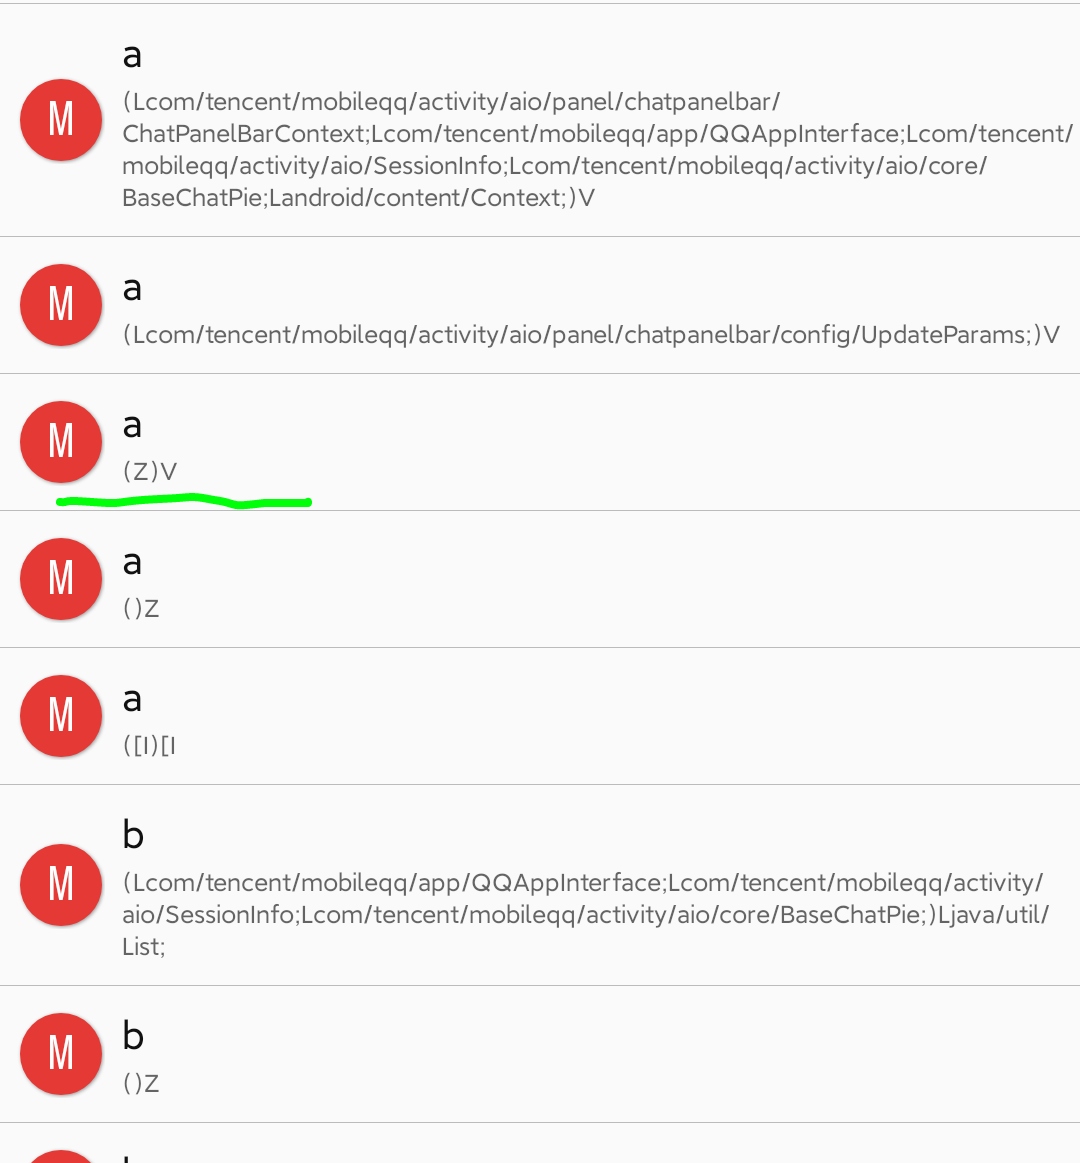 a
M
(Lcom/tencent/mobileqq/activity/aio/panel/chatpanelbar/
ChatPanelBarContext;Lcom/tencent/mobileqq/app/QQAppInterface;Lcom/tencent/
mobileqq/activity/aio/SessionInfo;Lcom/tencent/mobileqq/activity/aio/core/
BaseChatPie;Landroid/content/Context;)V
M
a
(Lcom/tencent/mobileqq/activity/aio/panel/chatpanelbar/config/UpdateParams;)V
M
a
(Z)V
M
a
()Z
M
a
([I)[I
M
b
(Lcom/tencent/mobileqq/app/QQAppInterface;Lcom/tencent/mobileqq/activity/
aio/SessionInfo;Lcom/tencent/mobileqq/activity/aio/core/BaseChatPie;)Ljava/util/
List;
M
b
()Z